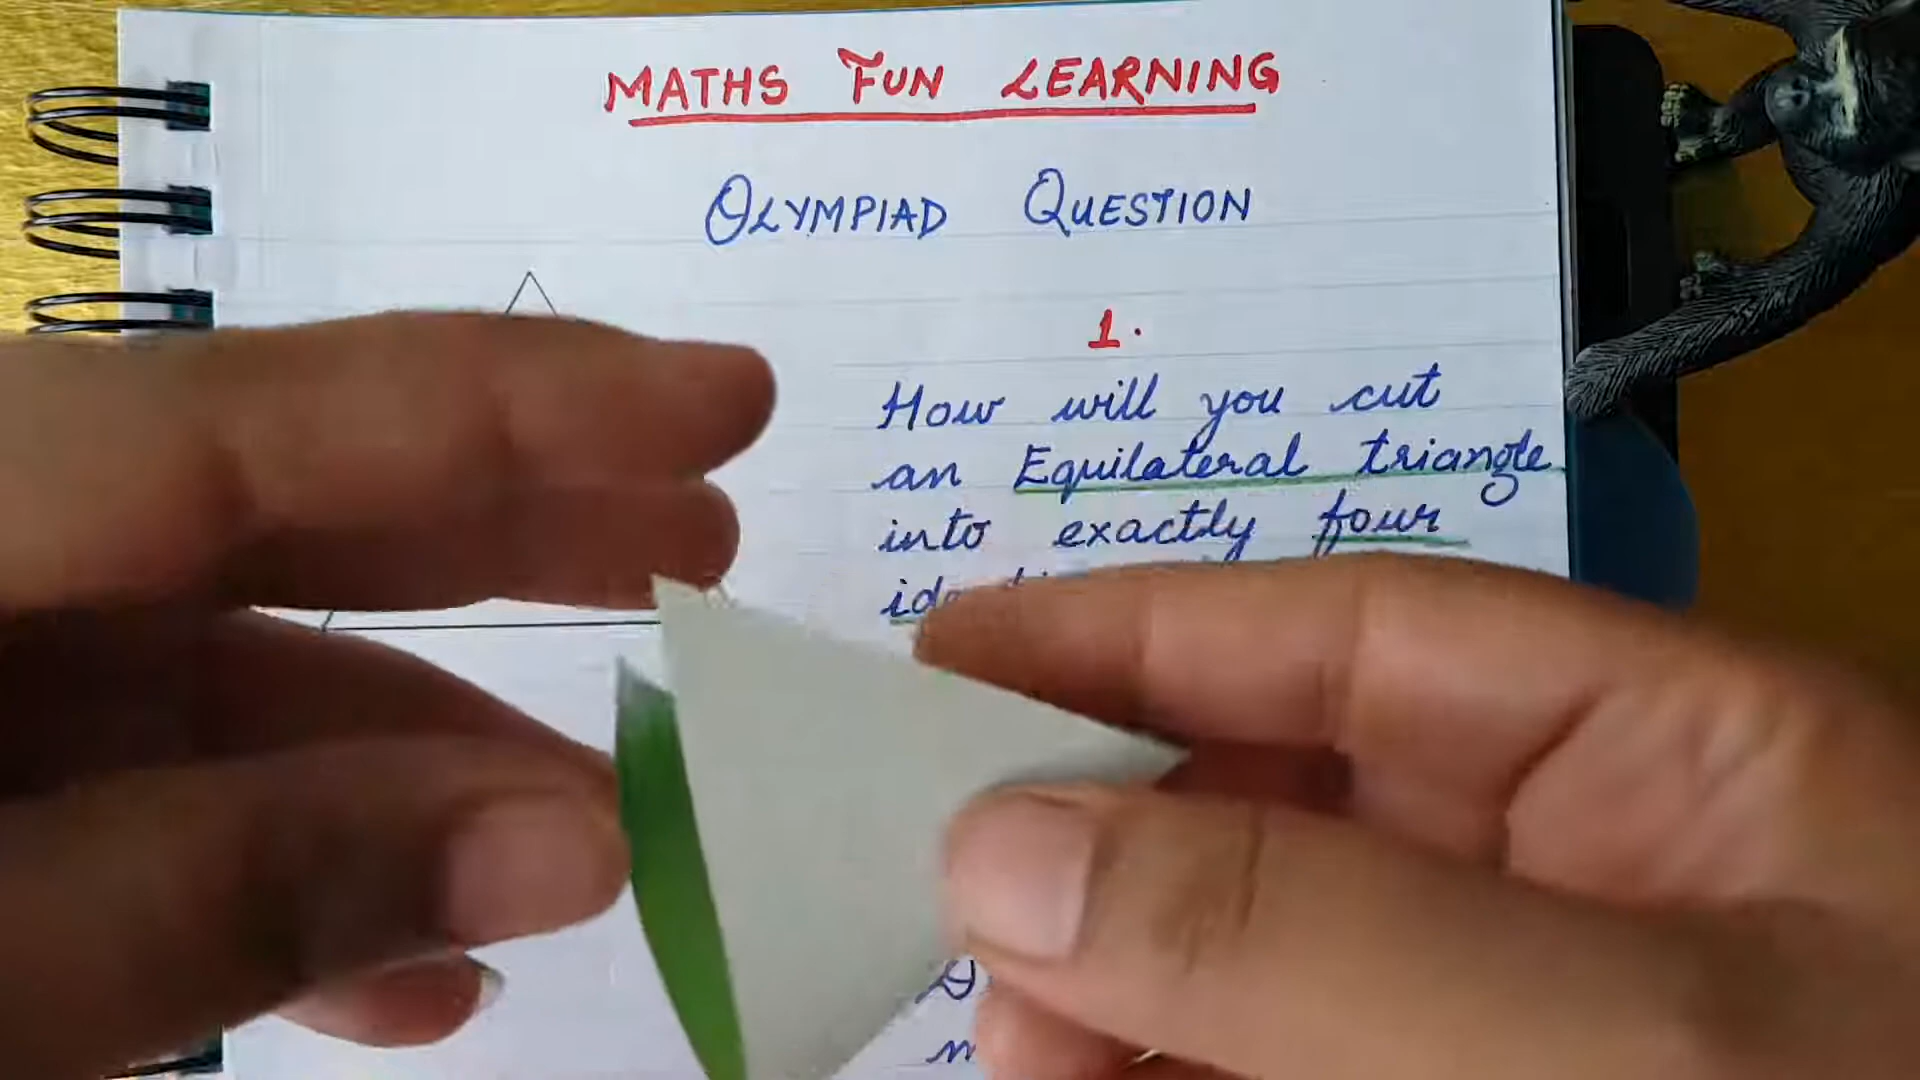 MATHS FUN LEARNING
OLYMPIAD QUESTION
1.
How will you cut
an Equilateral triangle
into exactly four